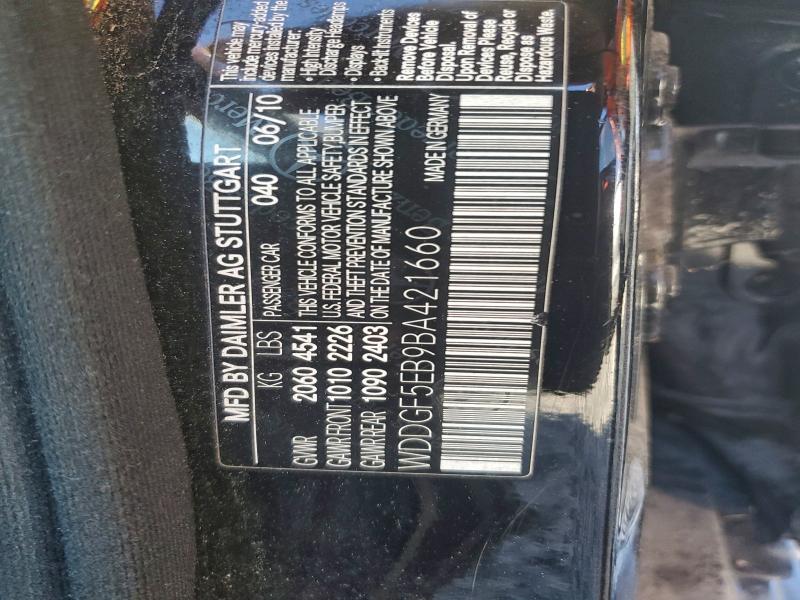 MFD BY DAIMLER AG STUTTGART
KG LBS PASSENGER CAR 040 06/10
GVWR 2060 4541
GAWR FRONT 1010 2226
GAWR REAR 1090 2403
THIS VEHICLE CONFORMS TO ALL APPLICABLE
U.S. FEDERAL MOTOR VEHICLE SAFETY, BUMPER
AND THEFT PREVENTION STANDARDS IN EFFECT
ON THE DATE OF MANUFACTURE SHOWN ABOVE
WDDGF5EB9BA421660 MADE IN GERMANY
This vehicle may
include mercury-added
devices installed by the
manufacturer:
• High Intensity
• Discharge Headlamps
• Displays
• Back-lit Instruments
Remove Devices
Before Vehicle
Disposal.
Upon Removal of
Devices Please
Reuse, Recycle or
Dispose as
Hazardous Waste.